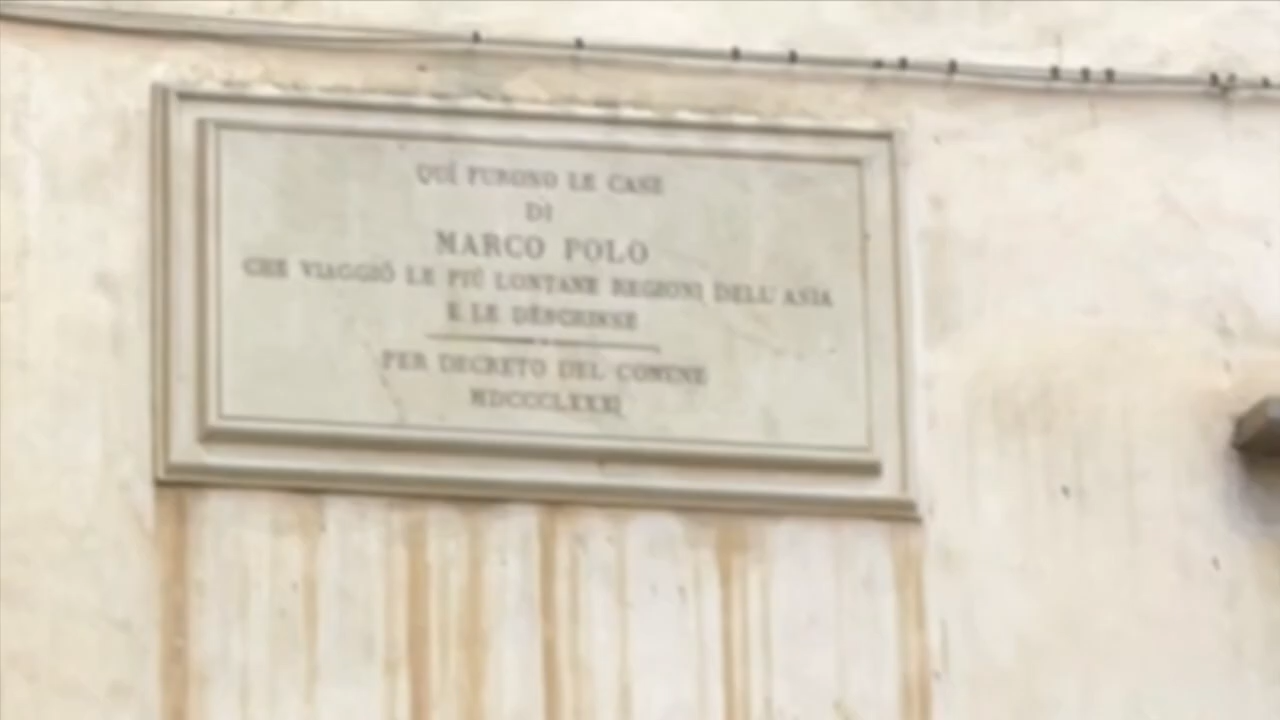 QUÌ FURONO LE CASE
DI
MARCO POLO
CHE VIAGGIÒ LE PIÙ LONTANE REGIONI DELL'ASIA
E LE DESCRISSE
PER DECRETO DEL COMUNE
MDCCCLXXXI